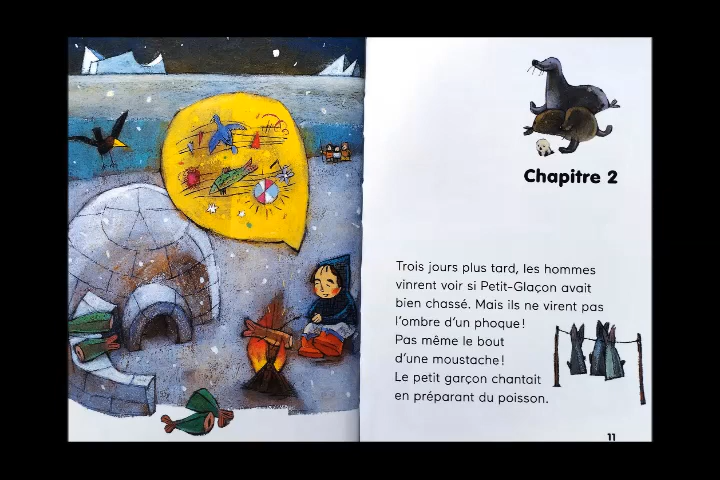 Chapitre 2
Trois jours plus tard, les hommes
vinrent voir si Petit-Glaçon avait
bien chassé. Mais ils ne virent pas
l'ombre d'un phoque!
Pas même le bout
d'une moustache!
Le petit garçon chantait
en préparant du poisson.
11